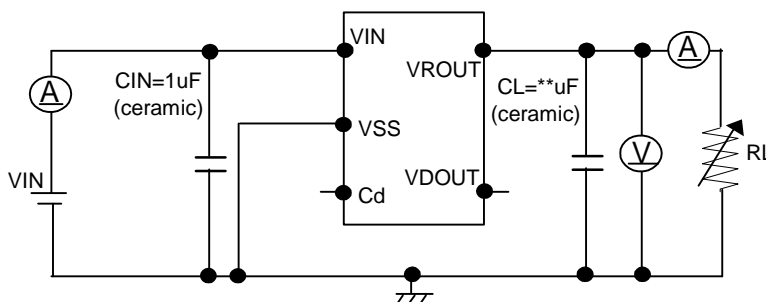 VIN
VROUT
CIN=1uF
(ceramic)
CL=**uF
(ceramic)
A
A
VSS
V
RL
VIN
Cd
VDOUT